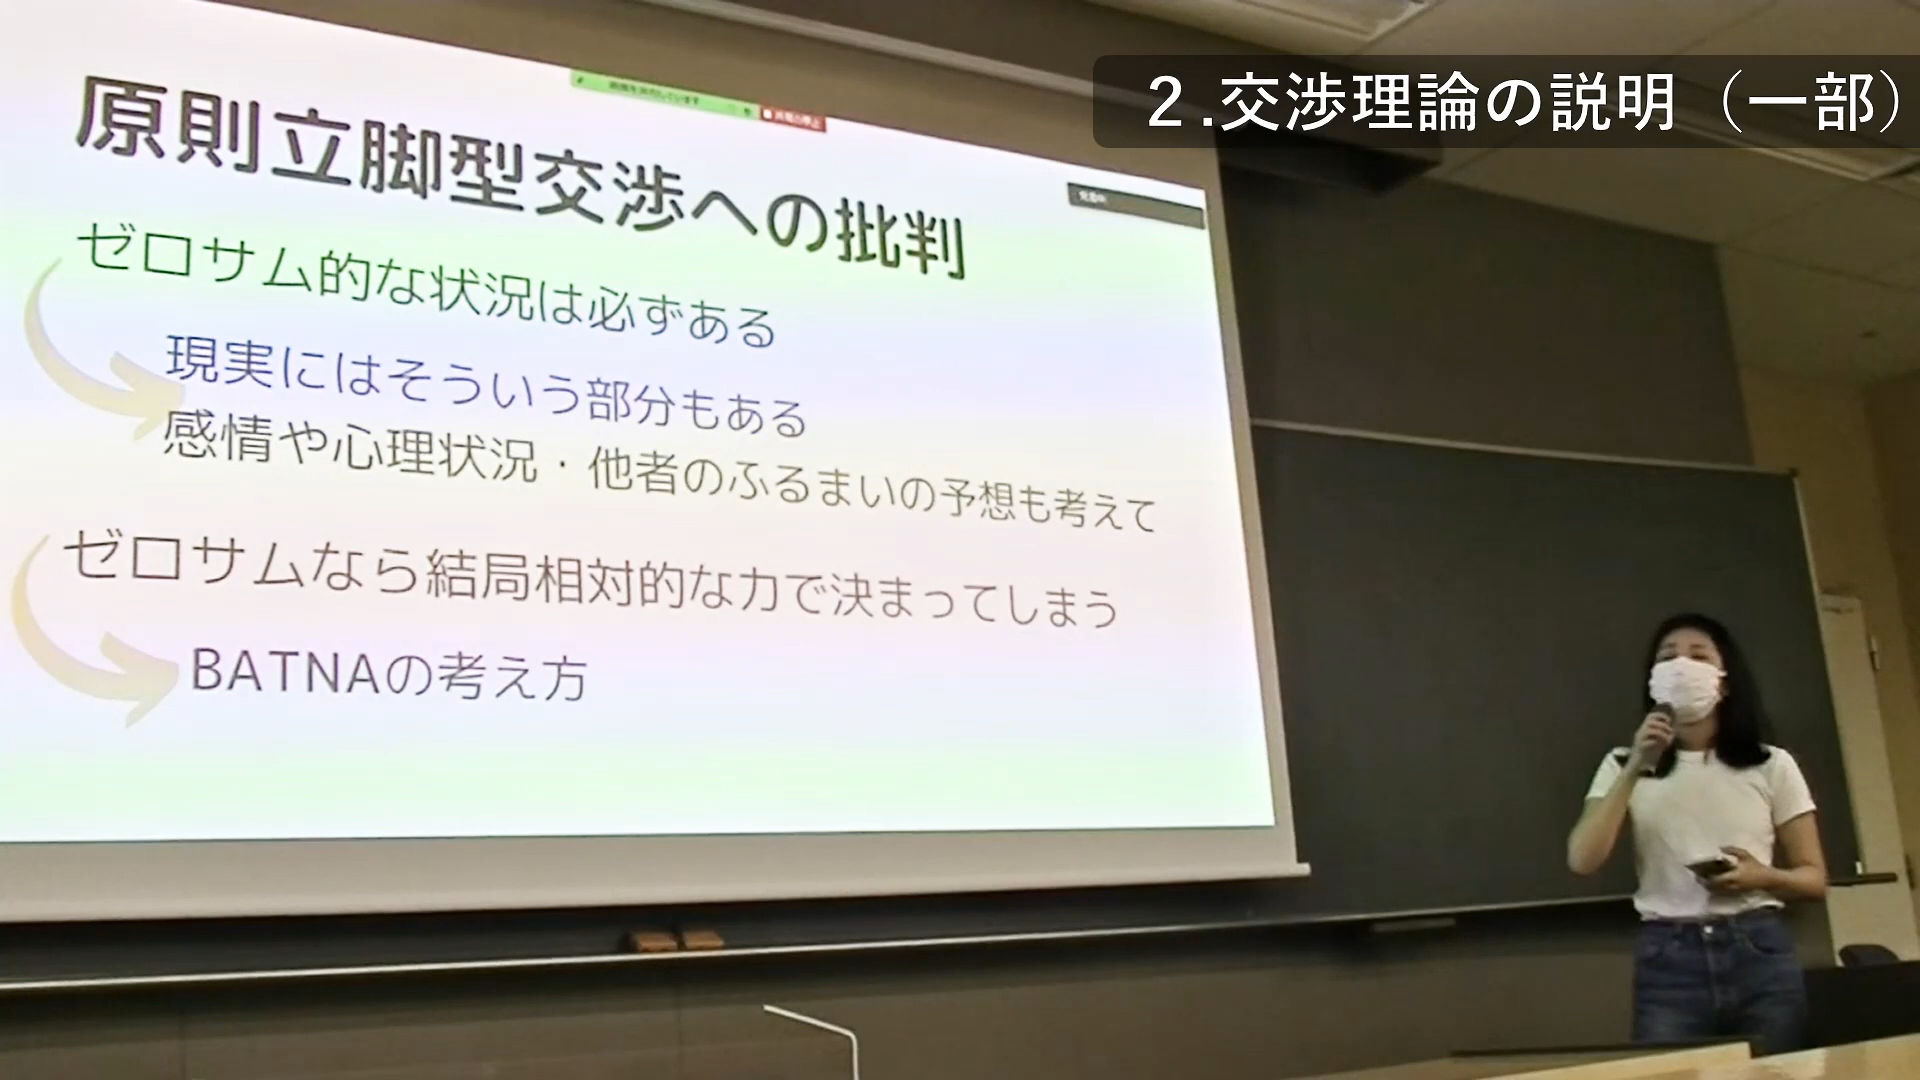 2.交渉理論の説明（一部）
原則立脚型交渉への批判
ゼロサム的な状況は必ずある
現実にはそういう部分もある
感情や心理状況・他者のふるまいの予想も考えて
ゼロサムなら結局相対的な力で決まってしまう
BATNAの考え方